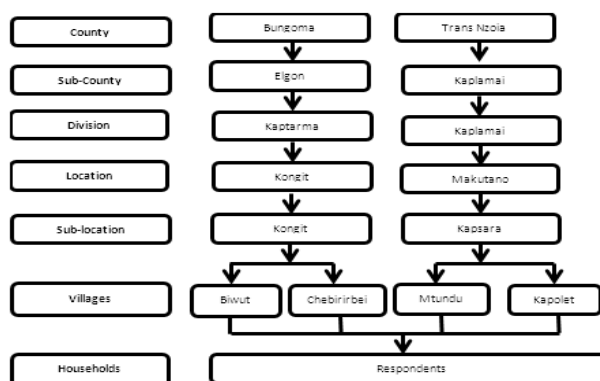 County
Bungoma
Trans Nzoia
Sub-County
Elgon
Kaplamai
Division
Kaptarma
Kaplamai
Location
Kongit
Makutano
Sub-location
Kongit
Kapsara
Villages
Biwut
Chebirirbei
Mtundu
Kapolet
Households
Respondents